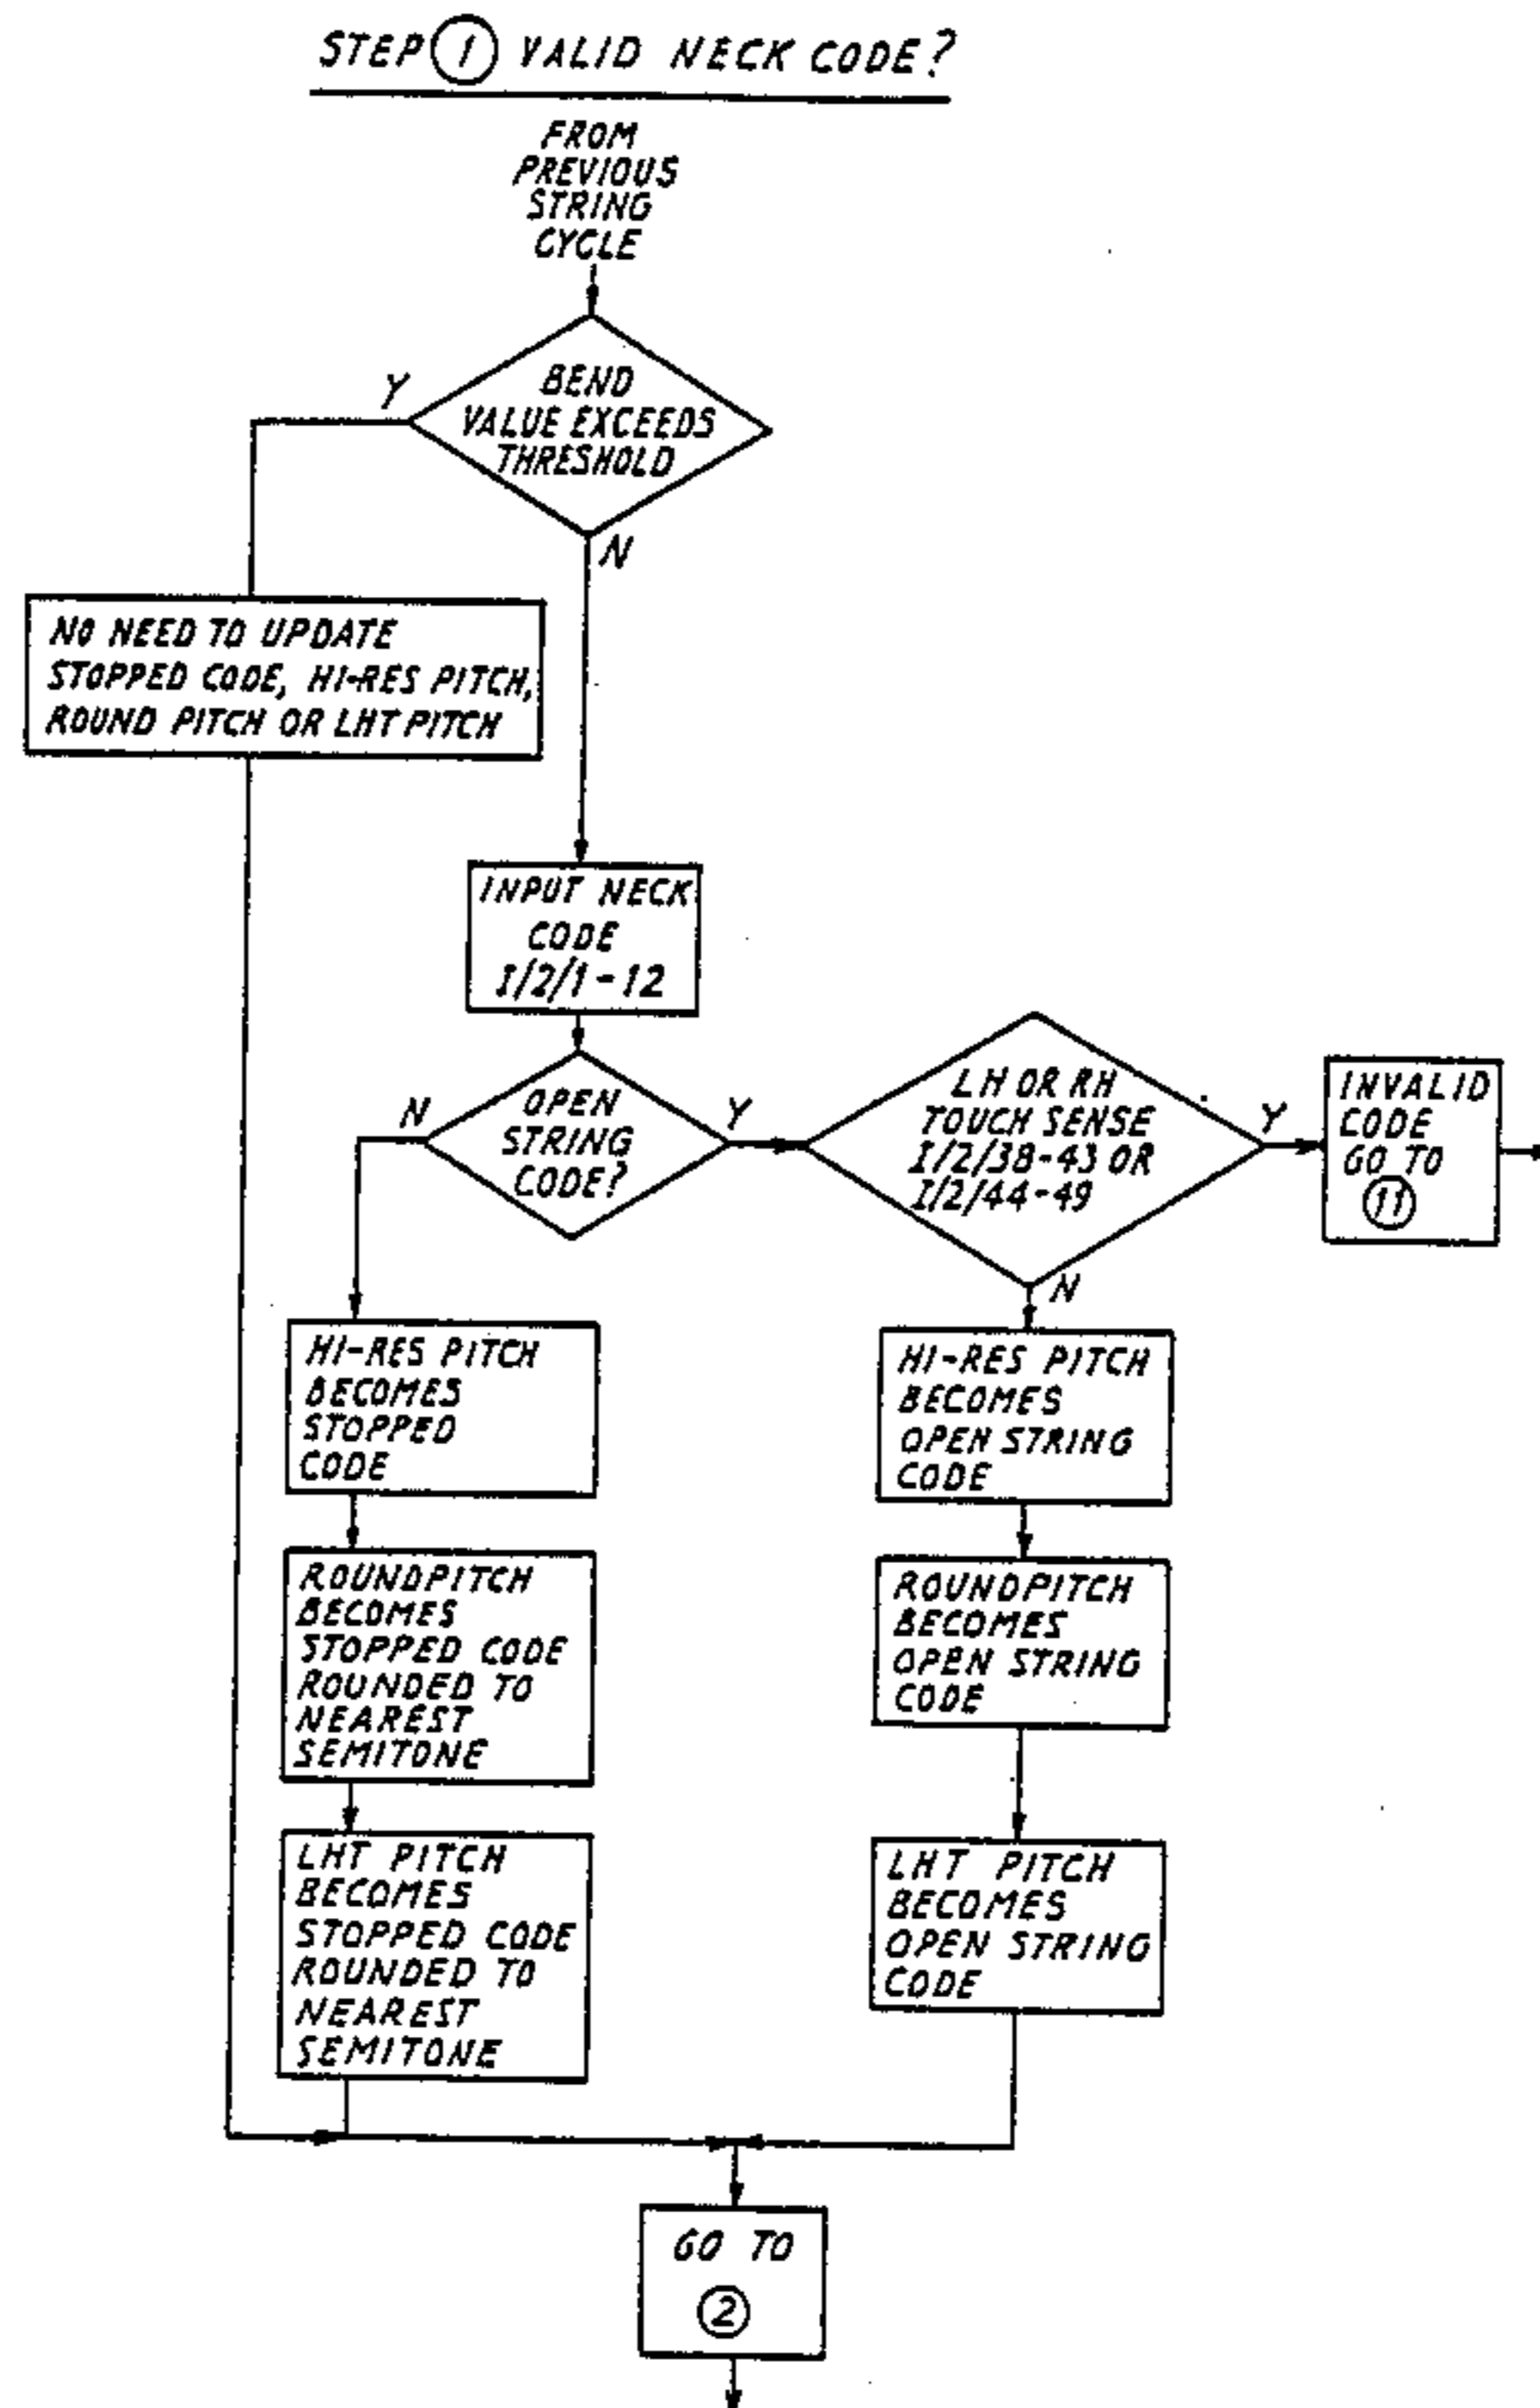 STEP 1 VALID NECK CODE?
FROM
PREVIOUS
STRING
CYCLE
BEND
VALUE EXCEEDS
THRESHOLD
Y
N
NO NEED TO UPDATE
STOPPED CODE, HI-RES PITCH,
ROUND PITCH OR LHT PITCH
INPUT NECK
CODE
I/2/1-12
OPEN
STRING
CODE?
N
Y
LH OR RH
TOUCH SENSE
I/2/38-43 OR
I/2/44-49
Y
N
INVALID
CODE
GO TO
11
HI-RES PITCH
BECOMES
STOPPED
CODE
HI-RES PITCH
BECOMES
OPEN STRING
CODE
ROUNDPITCH
BECOMES
STOPPED CODE
ROUNDED TO
NEAREST
SEMITONE
ROUNDPITCH
BECOMES
OPEN STRING
CODE
LHT PITCH
BECOMES
STOPPED CODE
ROUNDED TO
NEAREST
SEMITONE
LHT PITCH
BECOMES
OPEN STRING
CODE
GO TO
2